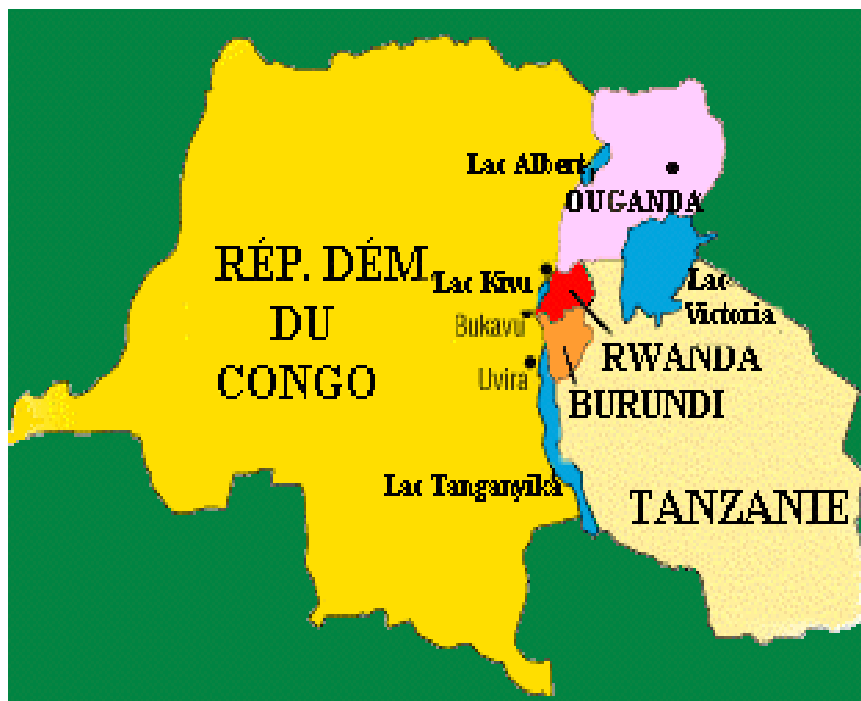 Lac Albert
OUGANDA
RÉP. DÉM.
DU
CONGO
Lac Kivu
Lac
Victoria
Bukavu
RWANDA
Uvira
BURUNDI
Lac Tanganyika
TANZANIE